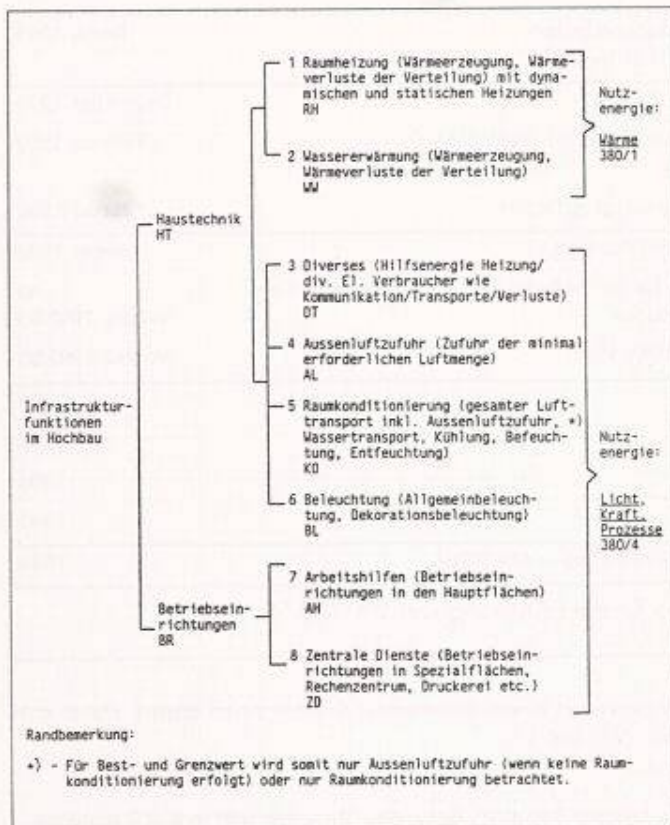 1 Raumheizung (Wärmeerzeugung, Wärme-
verluste der Verteilung) mit dyna-
mischen und statischen Heizungen
RH
Nutz-
energie:
Wärme
380/1
2 Wassererwärmung (Wärmeerzeugung,
Wärmeverluste der Verteilung)
WW
Haustechnik
HT
3 Diverses (Hilfsenergie Heizung/
div. El. Verbraucher wie
Kommunikation/Transporte/Verluste)
DT
4 Aussenluftzufuhr (Zufuhr der minimal
erforderlichen Luftmenge)
AL
Infrastruktur-
funktionen
im Hochbau
5 Raumkonditionierung (gesamter Luft-
transport inkl. Aussenluftzufuhr, *)
Wassertransport, Kühlung, Befeuch-
tung, Entfeuchtung)
KO
Nutz-
energie:
Licht,
Kraft,
Prozesse
380/4
6 Beleuchtung (Allgemeinbeleuch-
tung, Dekorationsbeleuchtung)
BL
Betriebsein-
richtungen
BR
7 Arbeitshilfen (Betriebsein-
richtungen in den Hauptflächen)
AH
8 Zentrale Dienste (Betriebsein-
richtungen in Spezialflächen,
Rechenzentrum, Druckerei etc.)
ZD
Randbemerkung:
*) - Für Best- und Grenzwert wird somit nur Aussenluftzufuhr (wenn keine Raum-
konditionierung erfolgt) oder nur Raumkonditionierung betrachtet.